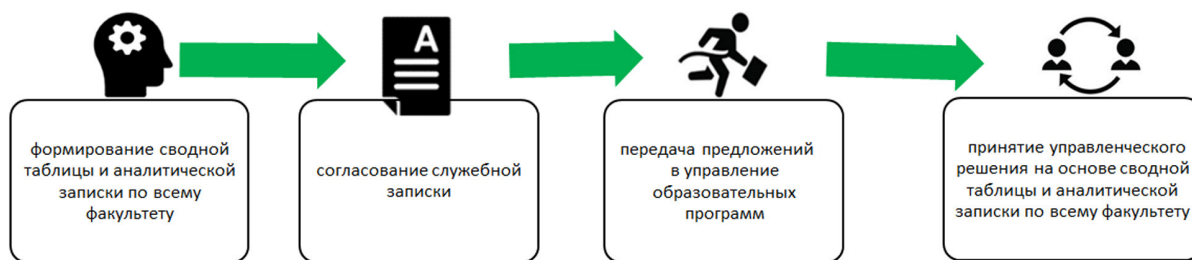 A
формирование сводной
таблицы и аналитической
записки по всему
факультету
согласование служебной
записки
передача предложений
в управление
образовательных
программ
принятие управленческого
решения на основе сводной
таблицы и аналитической
записки по всему факультету